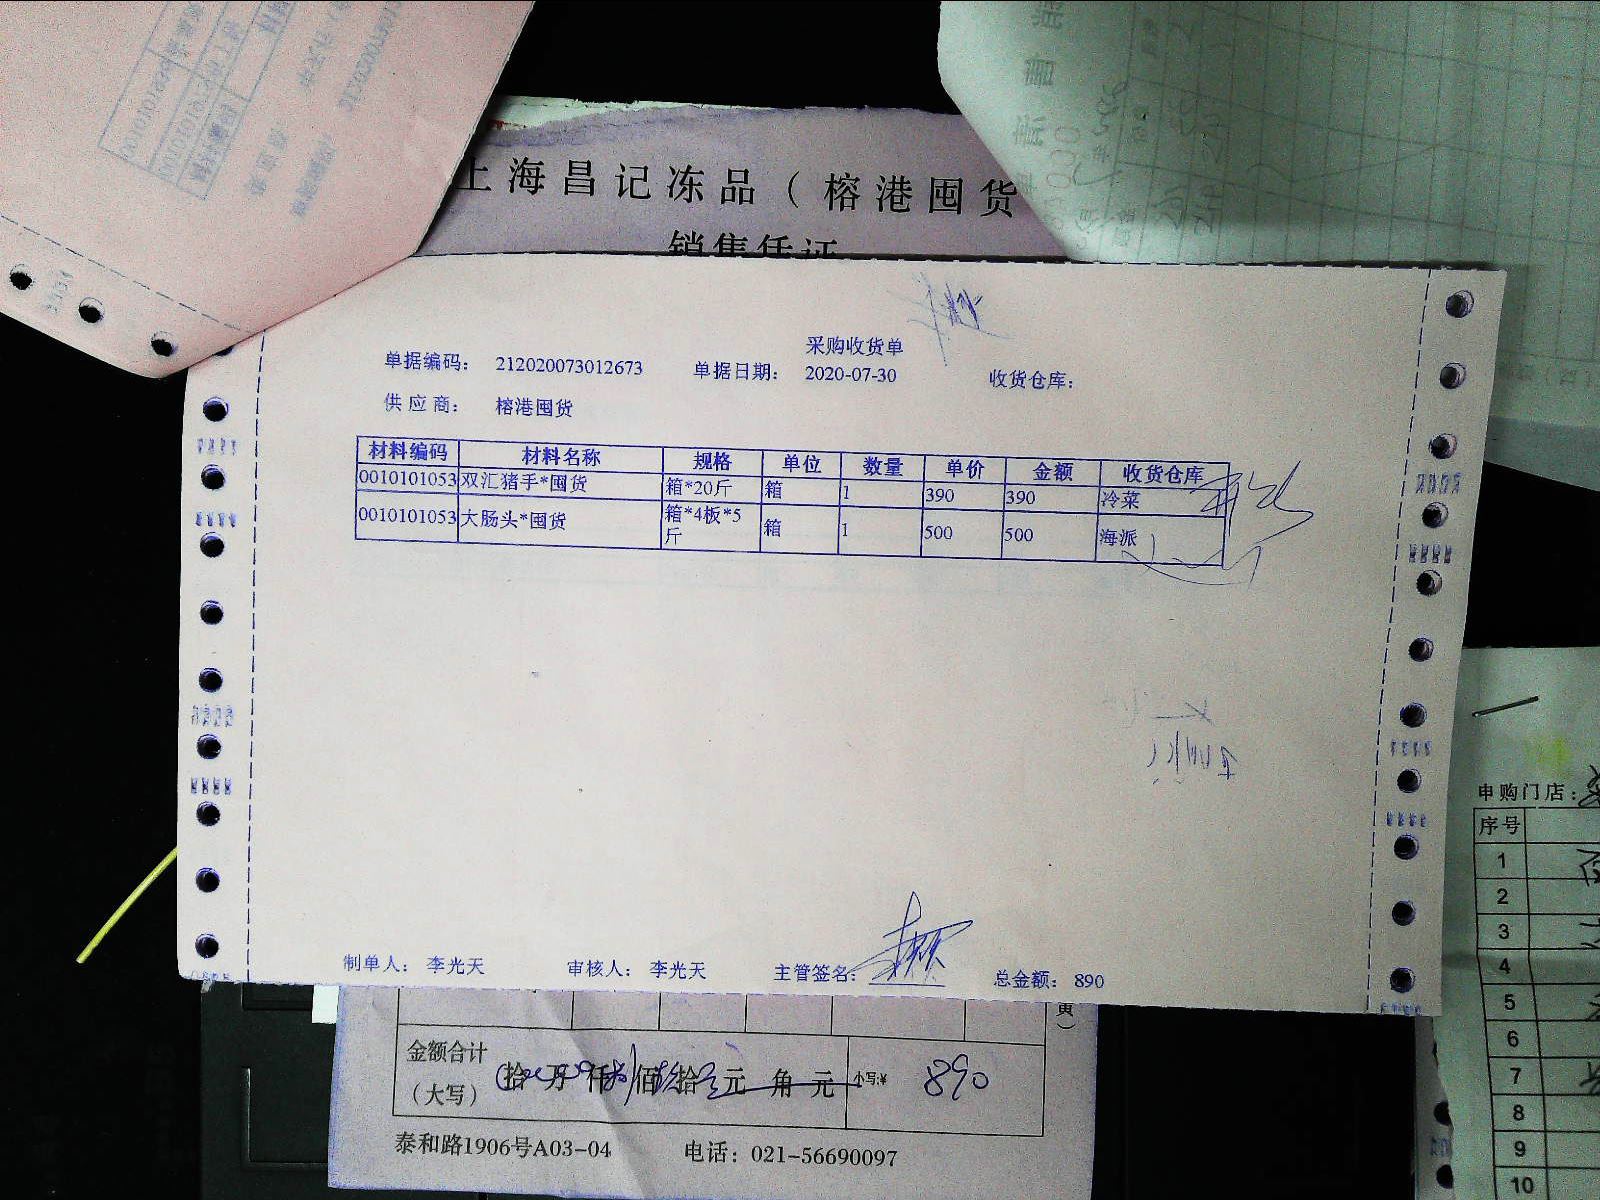 上海昌记冻品（榕港囤货
销售凭证
采购收货单
单据编码： 212020073012673 单据日期： 2020-07-30 收货仓库：
供应商： 榕港囤货
材料编码 材料名称 规格 单位 数量 单价 金额 收货仓库
0010101053 双汇猪手*囤货 箱*20斤 箱 1 390 390 冷菜
0010101053 大肠头*囤货 箱*4板*5斤 箱 1 500 500 海派
制单人： 李光天 审核人： 李光天 主管签名： 总金额： 890
金额合计
（大写） 拾 万 仟 佰 拾 元 角 元 小写:¥ 890
泰和路1906号A03-04 电话：021-56690097
申购门店：
序号
1
2
3
4
5
6
7
8
9
10